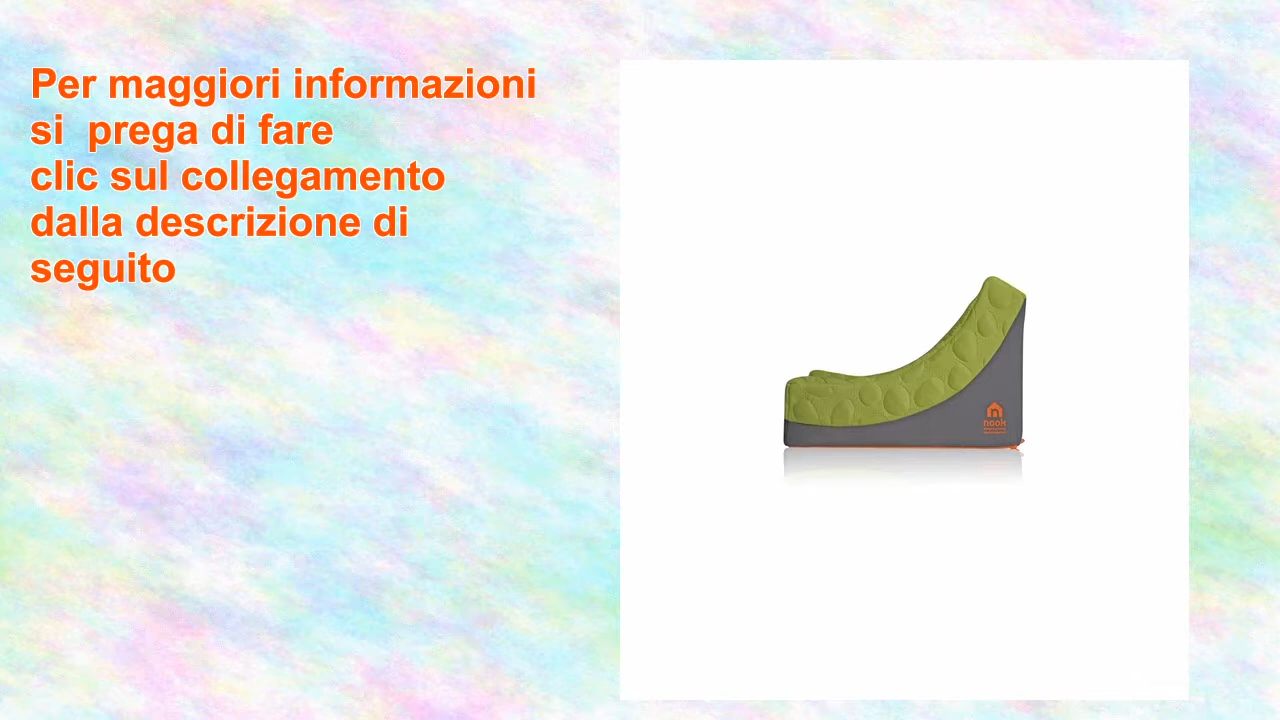 Per maggiori informazioni
si  prega di fare
clic sul collegamento
dalla descrizione di
seguito
nook